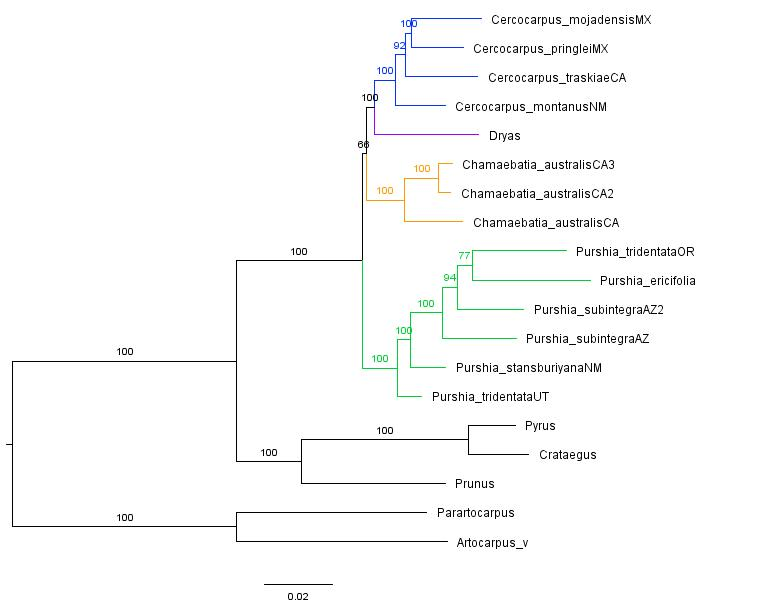 100
Cercocarpus_mojadensisMX
92
Cercocarpus_pringleiMX
100
Cercocarpus_traskiaeCA
100
Cercocarpus_montanusNM
Dryas
66
100
Chamaebatia_australisCA3
100
Chamaebatia_australisCA2
Chamaebatia_australisCA
100
77
Purshia_tridentataOR
94
Purshia_ericifolia
100
Purshia_subintegraAZ2
100
Purshia_subintegraAZ
100
Purshia_stansburiyanaNM
100
Purshia_tridentataUT
100
Pyrus
100
Crataegus
Prunus
100
Parartocarpus
Artocarpus_v
0.02